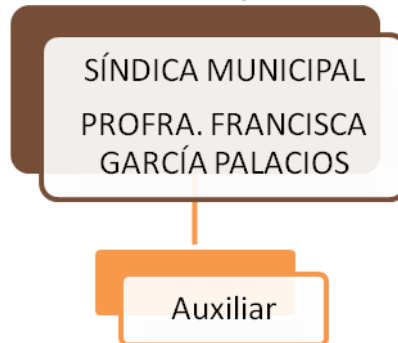 SÍNDICA MUNICIPAL
PROFRA. FRANCISCA
GARCÍA PALACIOS
Auxiliar